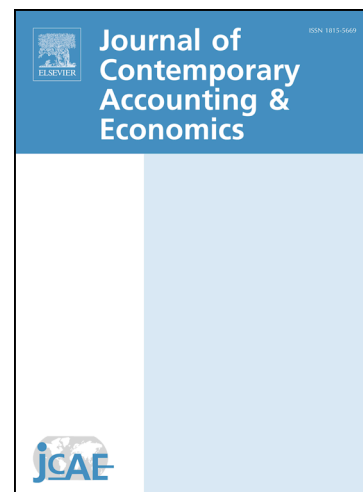 ISSN 1815-5669
Journal of
Contemporary
Accounting &
Economics
ELSEVIER
jcAE